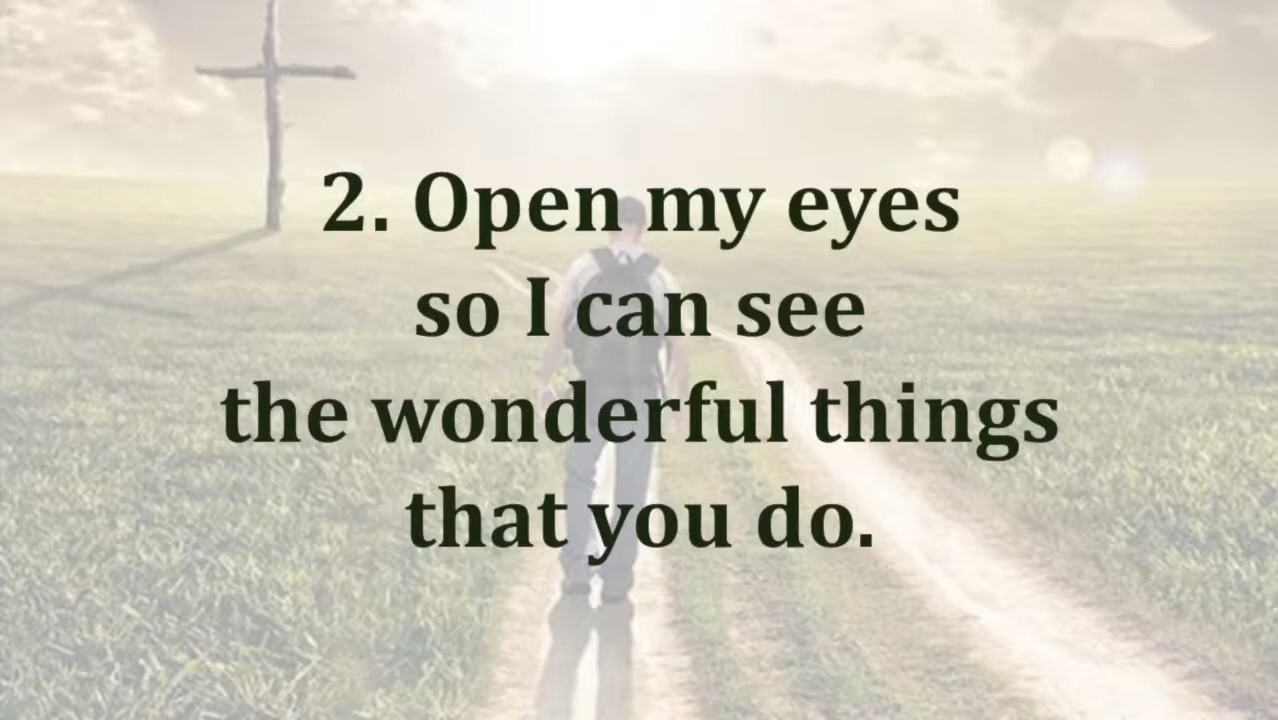 2. Open my eyes
so I can see
the wonderful things
that you do.